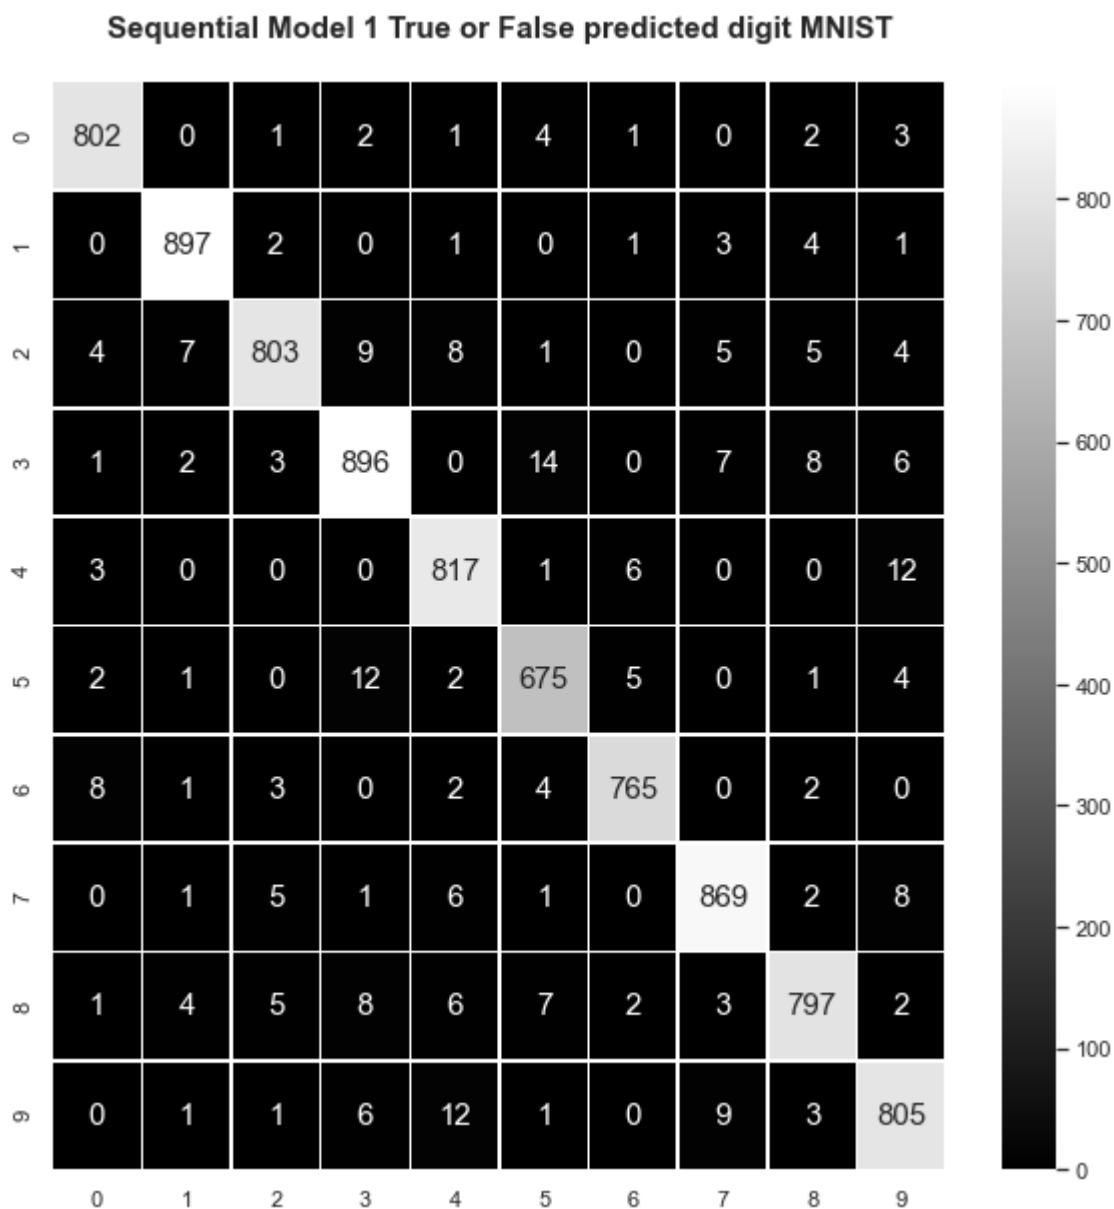 Sequential Model 1 True or False predicted digit MNIST
0 802 0 1 2 1 4 1 0 2 3
1 0 897 2 0 1 0 1 3 4 1
2 4 7 803 9 8 1 0 5 5 4
3 1 2 3 896 0 14 0 7 8 6
4 3 0 0 0 817 1 6 0 0 12
5 2 1 0 12 2 675 5 0 1 4
6 8 1 3 0 2 4 765 0 2 0
7 0 1 5 1 6 1 0 869 2 8
8 1 4 5 8 6 7 2 3 797 2
9 0 1 1 6 12 1 0 9 3 805
0 1 2 3 4 5 6 7 8 9
800
700
600
500
400
300
200
100
0